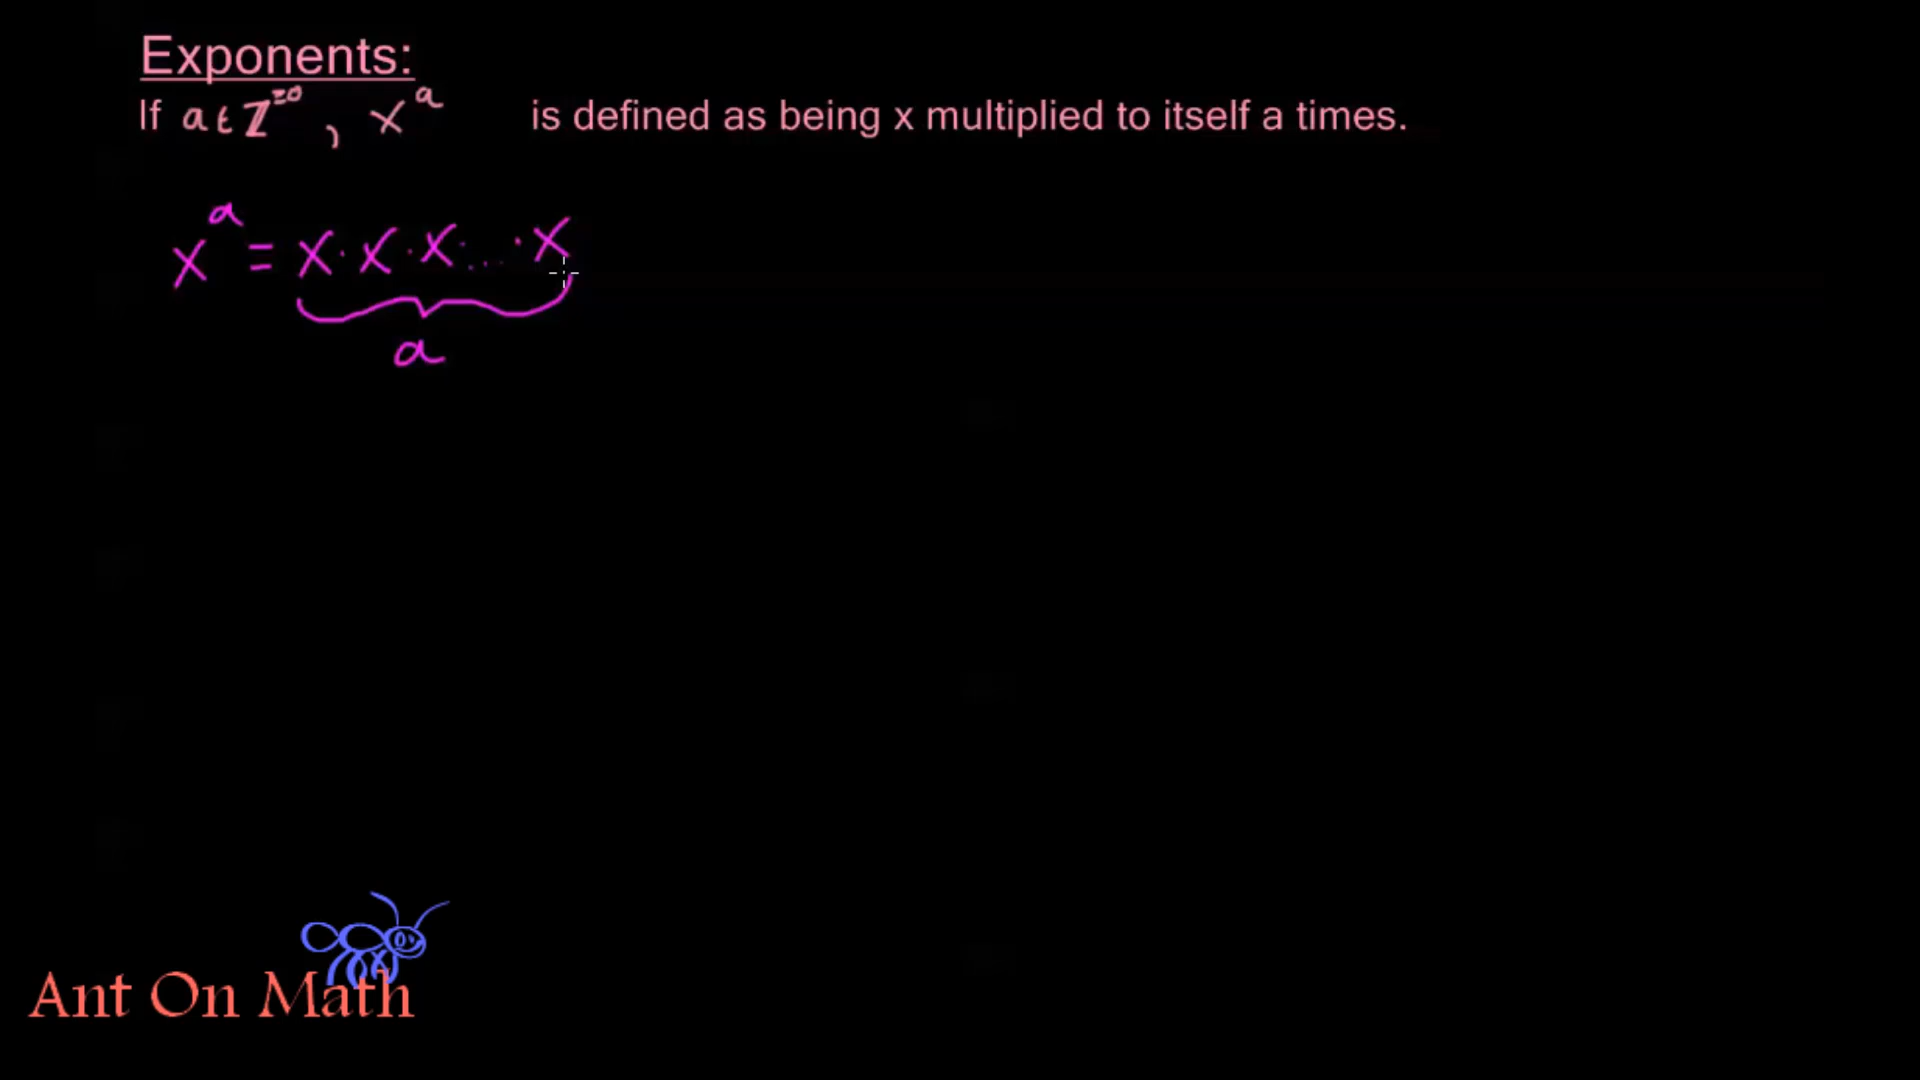 Exponents:
If a ∈ ℤ^≥0, x^a is defined as being x multiplied to itself a times.
x^a = x · x · x · ... · x
a
Ant On Math